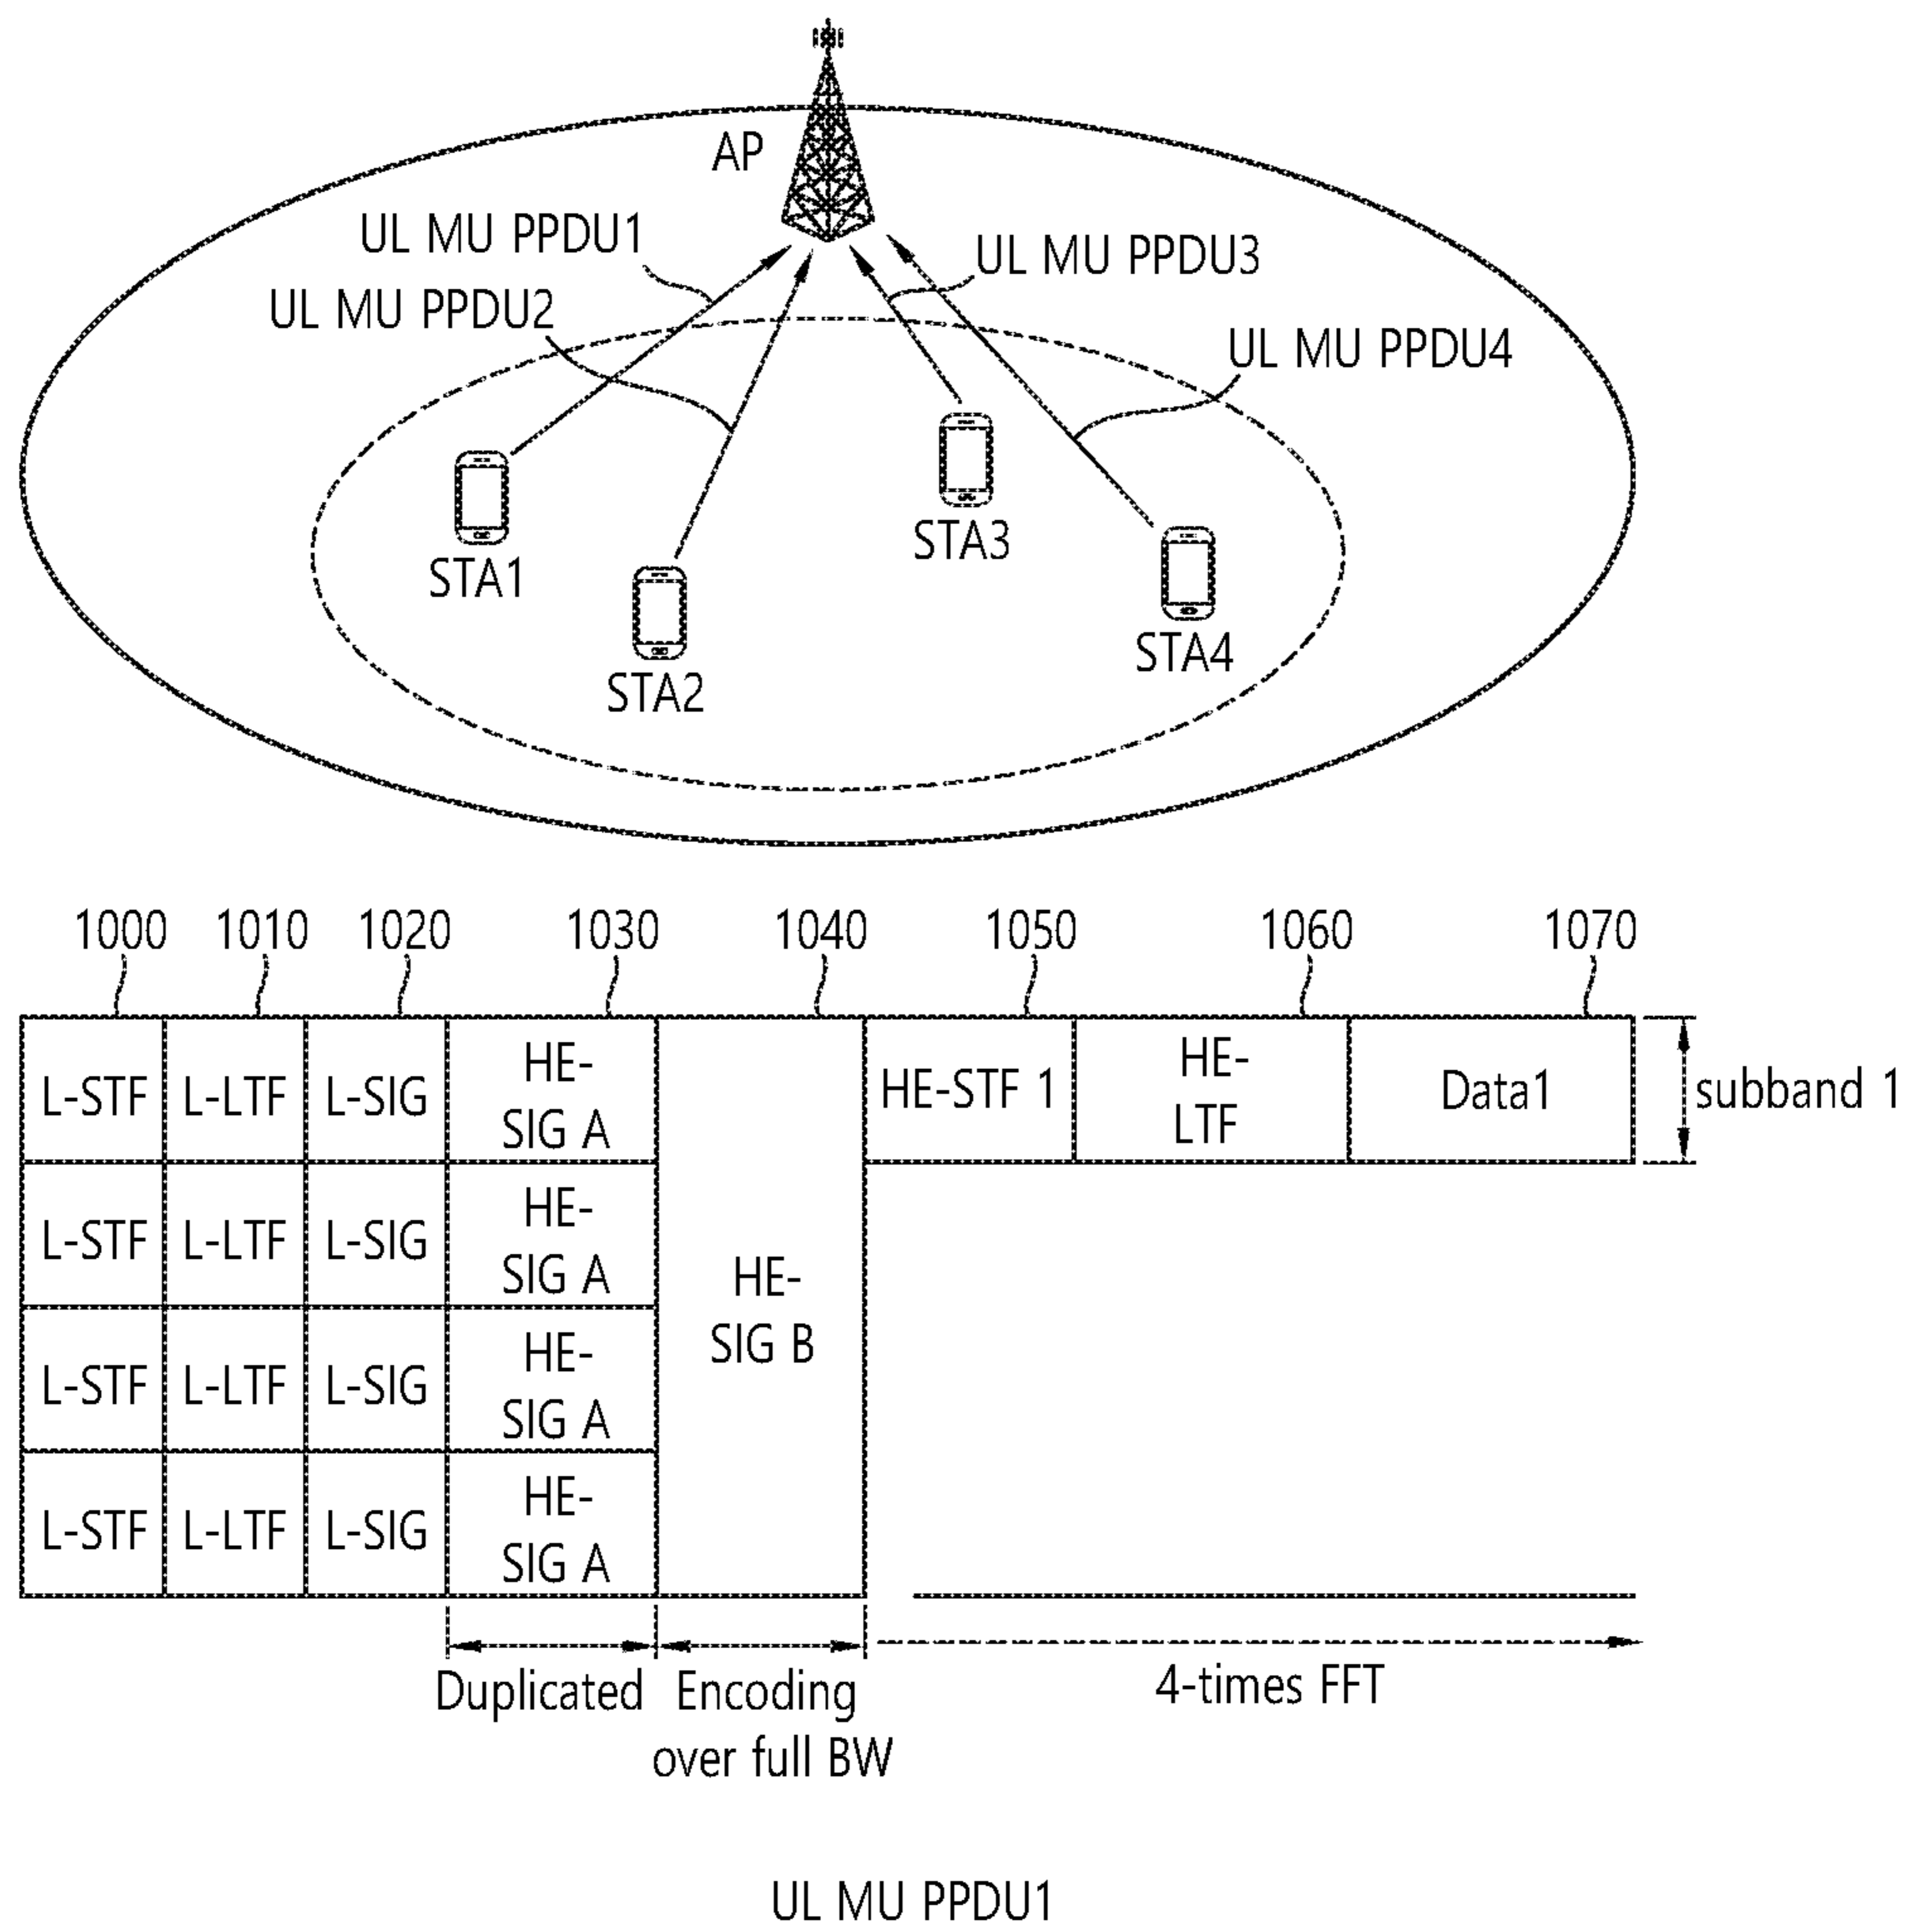 AP
UL MU PPDU1
UL MU PPDU3
UL MU PPDU2
UL MU PPDU4
STA1
STA3
STA2
STA4
1000 1010 1020 1030 1040 1050 1060 1070
L-STF L-LTF L-SIG HE-
SIG A
HE-STF 1
HE-
LTF
Data1
subband 1
L-STF L-LTF L-SIG HE-
SIG A
HE-
SIG B
L-STF L-LTF L-SIG HE-
SIG A
L-STF L-LTF L-SIG HE-
SIG A
Duplicated
Encoding
over full BW
4-times FFT
UL MU PPDU1